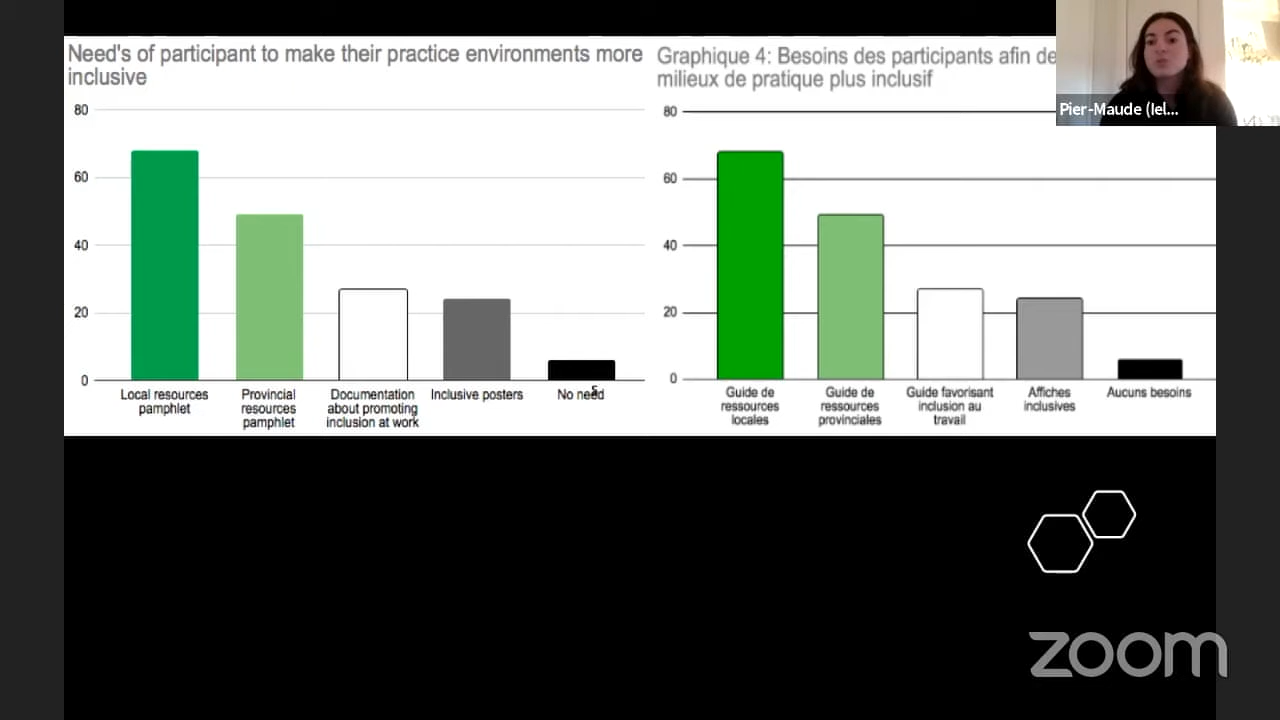 Need's of participant to make their practice environments more
inclusive
80
60
40
20
0
Local resources
pamphlet
Provincial
resources
pamphlet
Documentation
about promoting
inclusion at work
Inclusive posters
No need
5
Graphique 4: Besoins des participants afin de
milieux de pratique plus inclusif
80
60
40
20
0
Guide de
ressources
locales
Guide de
ressources
provinciales
Guide favorisant
inclusion au
travail
Affiches
inclusives
Aucuns besoins
Pier-Maude (Iel...
zoom